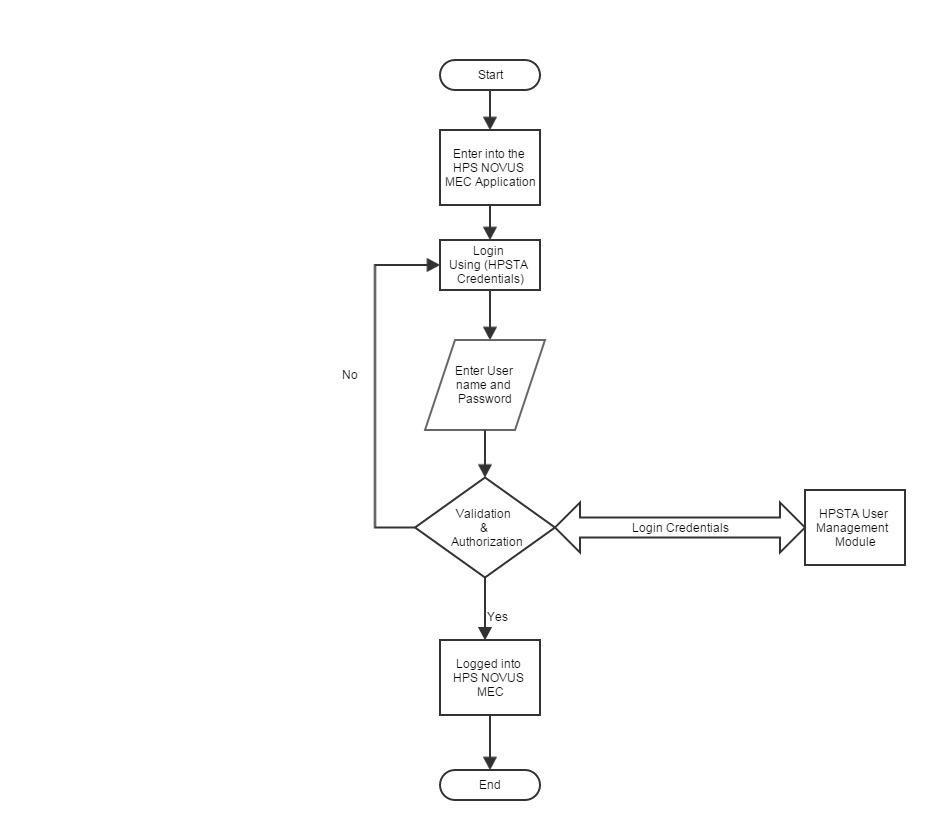 Start
Enter into the
HPS NOVUS
MEC Application
Login
Using (HPSTA
Credentials)
No
Enter User
name and
Password
Validation
&
Authorization
Login Credentials
HPSTA User
Management
Module
Yes
Logged into
HPS NOVUS
MEC
End